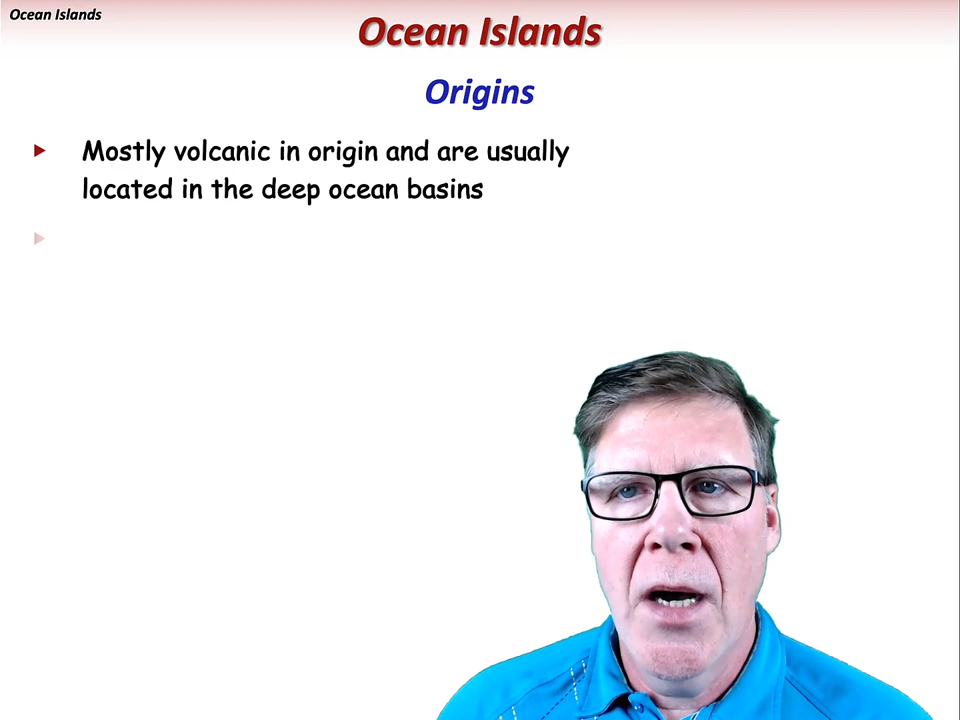 Ocean Islands
Ocean Islands
Origins
Mostly volcanic in origin and are usually
located in the deep ocean basins